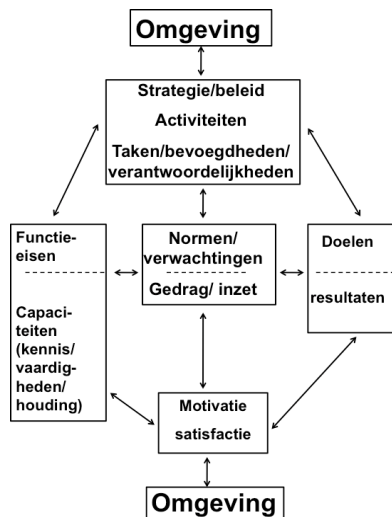 Omgeving
Strategie/beleid
Activiteiten
Taken/bevoegdheden/
verantwoordelijkheden
Functie-
eisen
Capaci-
teiten
(kennis/
vaardig-
heden/
houding)
Normen/
verwachtingen
Gedrag/ inzet
Doelen
resultaten
Motivatie
satisfactie
Omgeving